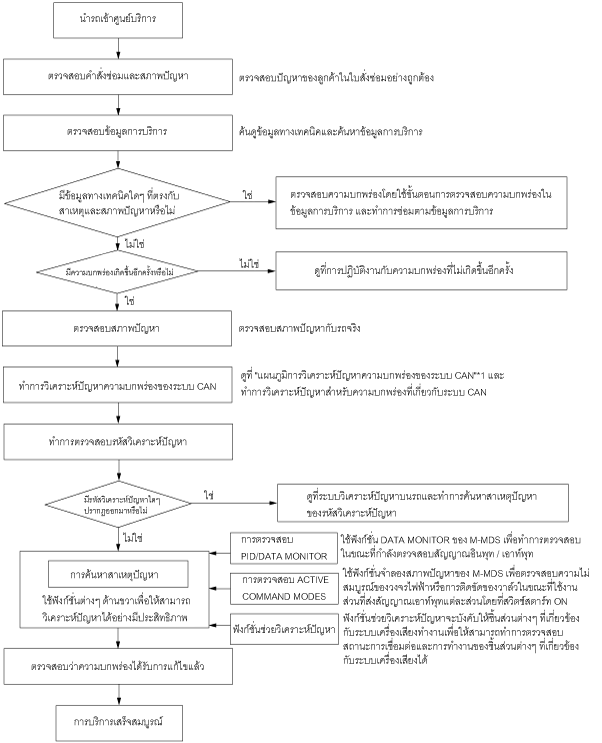 นำรถเข้าศูนย์บริการ
ตรวจสอบคำสั่งซ่อมและสภาพปัญหา
ตรวจสอบปัญหาของลูกค้าในใบสั่งซ่อมอย่างถูกต้อง
ตรวจสอบข้อมูลการบริการ
ค้นดูข้อมูลทางเทคนิคและค้นหาข้อมูลการบริการ
มีข้อมูลทางเทคนิคใดๆ ที่ตรงกับ
สาเหตุและสภาพปัญหาหรือไม่
ใช่
ตรวจสอบความบกพร่องโดยใช้ขั้นตอนการตรวจสอบความบกพร่องใน
ข้อมูลการบริการ และทำการซ่อมตามข้อมูลการบริการ
ไม่ใช่
มีความบกพร่องเกิดขึ้นอีกครั้งหรือไม่
ไม่ใช่
ดูที่การปฏิบัติงานกับความบกพร่องที่ไม่เกิดขึ้นอีกครั้ง
ใช่
ตรวจสอบสภาพปัญหา
ตรวจสอบสภาพปัญหากับรถจริง
ทำการวิเคราะห์ปัญหาความบกพร่องของระบบ CAN
ดูที่ "แผนภูมิการวิเคราะห์ปัญหาความบกพร่องของระบบ CAN"*1 และ
ทำการวิเคราะห์ปัญหาสำหรับความบกพร่องที่เกี่ยวกับระบบ CAN
ทำการตรวจสอบรหัสวิเคราะห์ปัญหา
มีรหัสวิเคราะห์ปัญหาใดๆ
ปรากฏออกมาหรือไม่
ใช่
ดูที่ระบบวิเคราะห์ปัญหาบนรถและทำการค้นหาสาเหตุปัญหา
ของรหัสวิเคราะห์ปัญหา
ไม่ใช่
การตรวจสอบ
PID/DATA MONITOR
ใช้ฟังก์ชั่น DATA MONITOR ของ M-MDS เพื่อทำการตรวจสอบ
ในขณะที่กำลังตรวจสอบสัญญาณอินพุท / เอาท์พุท
การค้นหาสาเหตุปัญหา
ใช้ฟังก์ชั่นต่างๆ ด้านขวาเพื่อให้สามารถ
วิเคราะห์ปัญหาได้อย่างมีประสิทธิภาพ
การตรวจสอบ ACTIVE
COMMAND MODES
ใช้ฟังก์ชั่นจำลองสภาพปัญหาของ M-MDS เพื่อตรวจสอบความไม่
สมบูรณ์ของวงจรไฟฟ้าหรือการติดขัดของวาล์วในขณะที่ใช้งาน
ส่วนที่ส่งสัญญาณเอาท์พุทแต่ละส่วนโดยที่สวิตช์สตาร์ท ON
ฟังก์ชั่นช่วยวิเคราะห์ปัญหา
ฟังก์ชั่นช่วยวิเคราะห์ปัญหาจะบังคับให้ชิ้นส่วนต่างๆ ที่เกี่ยวข้อง
กับระบบเครื่องเสียงทำงานเพื่อให้สามารถทำการตรวจสอบ
สถานะการเชื่อมต่อและการทำงานของชิ้นส่วนต่างๆ ที่เกี่ยวข้อง
กับระบบเครื่องเสียงได้
ตรวจสอบว่าความบกพร่องได้รับการแก้ไขแล้ว
การบริการเสร็จสมบูรณ์